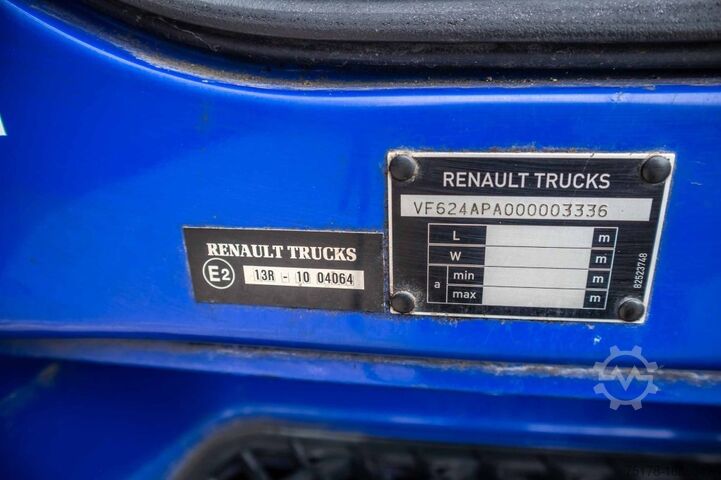 RENAULT TRUCKS
E2
13R - 10 04064
RENAULT TRUCKS
VF624APA000003336
L m
W m
a
min m
max m
82523748